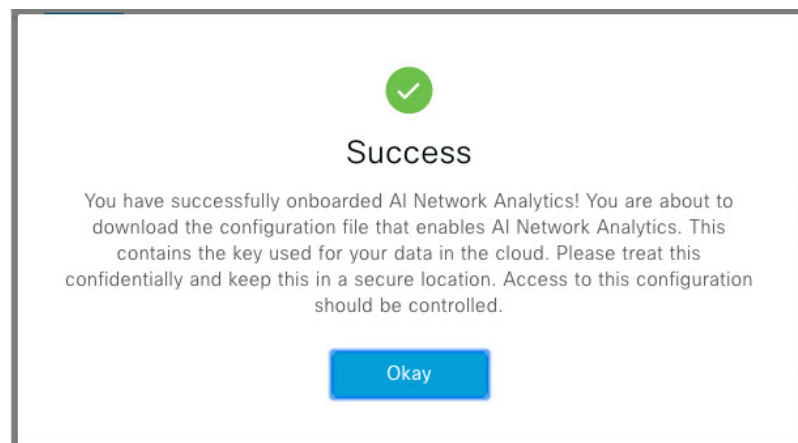 Success
You have successfully onboarded AI Network Analytics! You are about to
download the configuration file that enables AI Network Analytics. This
contains the key used for your data in the cloud. Please treat this
confidentially and keep this in a secure location. Access to this configuration
should be controlled.
Okay